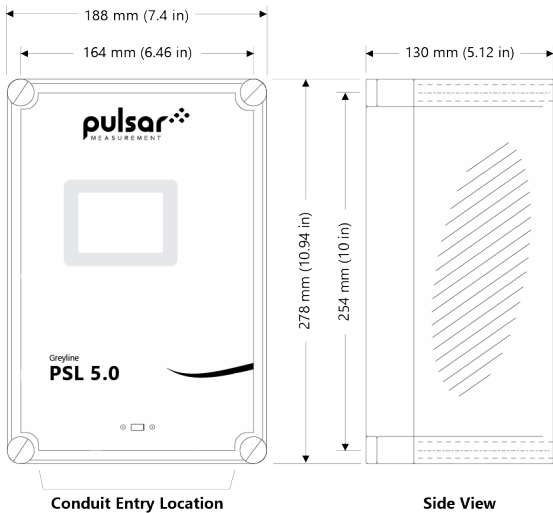 188 mm (7.4 in)
164 mm (6.46 in)
130 mm (5.12 in)
pulsar
MEASUREMENT
278 mm (10.94 in)
254 mm (10 in)
Greyline
PSL 5.0
Conduit Entry Location
Side View